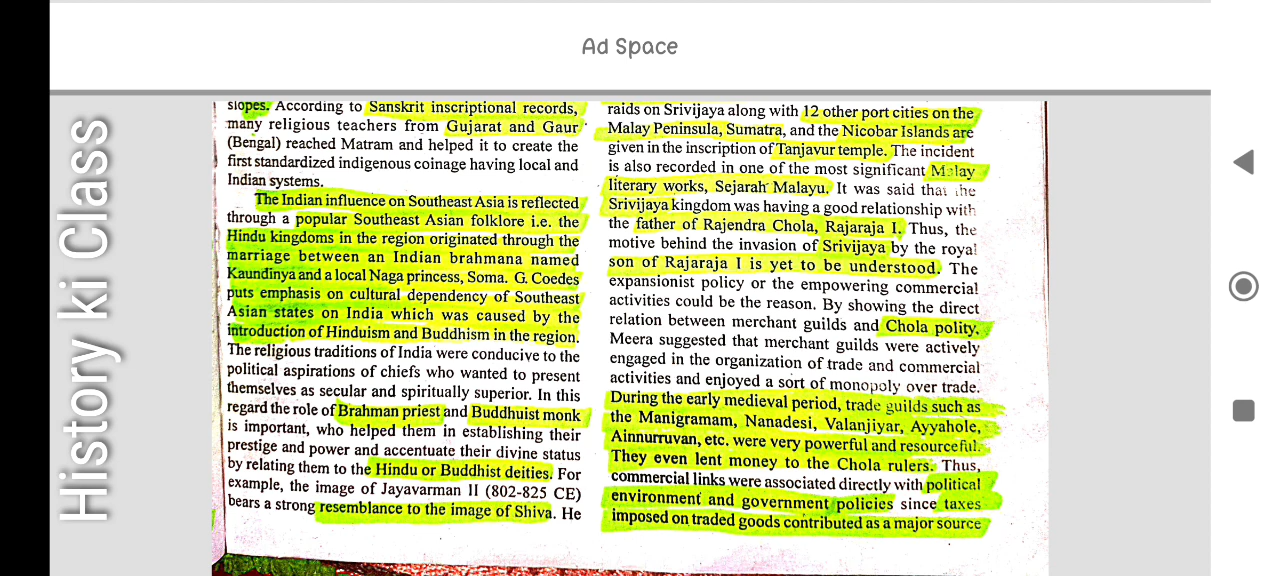 Ad Space
History ki Class
slopes. According to Sanskrit inscriptional records,
many religious teachers from Gujarat and Gaur
(Bengal) reached Matram and helped it to create the
first standardized indigenous coinage having local and
Indian systems.
The Indian influence on Southeast Asia is reflected
through a popular Southeast Asian folklore i.e. the
Hindu kingdoms in the region originated through the
marriage between an Indian brahmana named
Kaundinya and a local Naga princess, Soma. G. Coedes
puts emphasis on cultural dependency of Southeast
Asian states on India which was caused by the
introduction of Hinduism and Buddhism in the region.
The religious traditions of India were conducive to the
political aspirations of chiefs who wanted to present
themselves as secular and spiritually superior. In this
regard the role of Brahman priest and Buddhuist monk
is important, who helped them in establishing their
prestige and power and accentuate their divine status
by relating them to the Hindu or Buddhist deities. For
example, the image of Jayavarman II (802-825 CE)
bears a strong resemblance to the image of Shiva. He
raids on Srivijaya along with 12 other port cities on the
Malay Peninsula, Sumatra, and the Nicobar Islands are
given in the inscription of Tanjavur temple. The incident
is also recorded in one of the most significant Malay
literary works, Sejarah Malayu. It was said that the
Srivijaya kingdom was having a good relationship with
the father of Rajendra Chola, Rajaraja I. Thus, the
motive behind the invasion of Srivijaya by the royal
son of Rajaraja I is yet to be understood. The
expansionist policy or the empowering commercial
activities could be the reason. By showing the direct
relation between merchant guilds and Chola polity,
Meera suggested that merchant guilds were actively
engaged in the organization of trade and commercial
activities and enjoyed a sort of monopoly over trade.
During the early medieval period, trade guilds such as
the Manigramam, Nanadesi, Valanjiyar, Ayyahole,
Ainnurruvan, etc. were very powerful and resourceful.
They even lent money to the Chola rulers. Thus,
commercial links were associated directly with political
environment and government policies since taxes
imposed on traded goods contributed as a major source